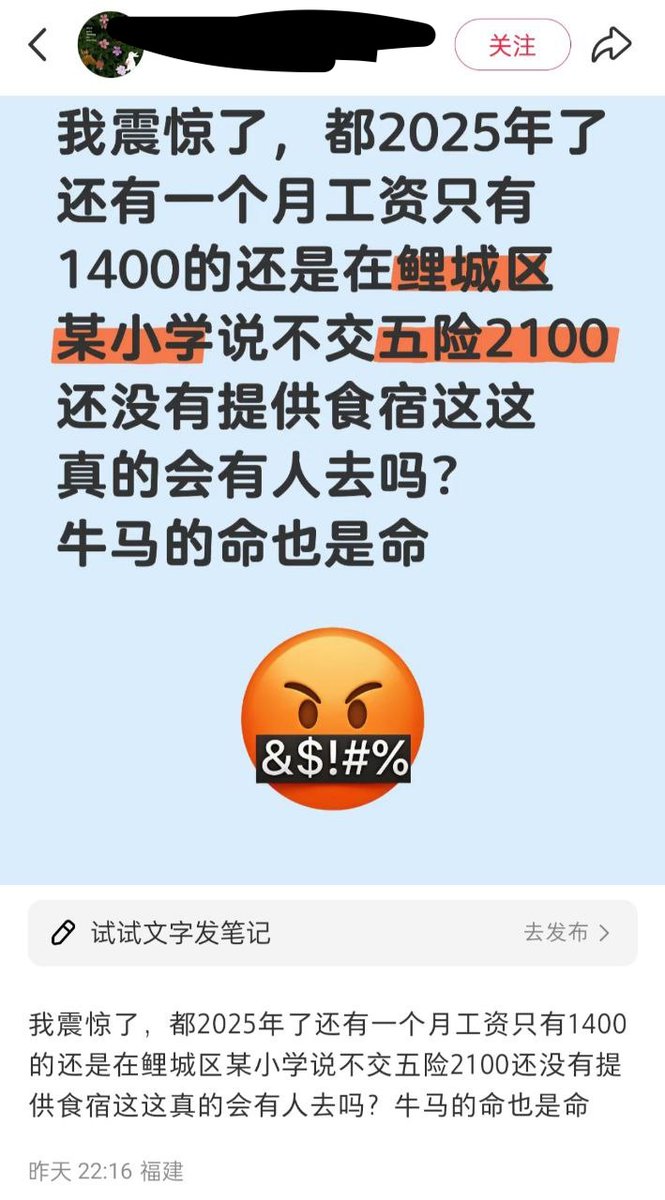 关注
我震惊了，都2025年了
还有一个月工资只有
1400的还是在鲤城区
某小学说不交五险2100
还没有提供食宿这这
真的会有人去吗？
牛马的命也是命
&$!#%
试试文字发笔记
去发布
我震惊了，都2025年了还有一个月工资只有1400
的还是在鲤城区某小学说不交五险2100还没有提
供食宿这这真的会有人去吗？牛马的命也是命
昨天 22:16 福建